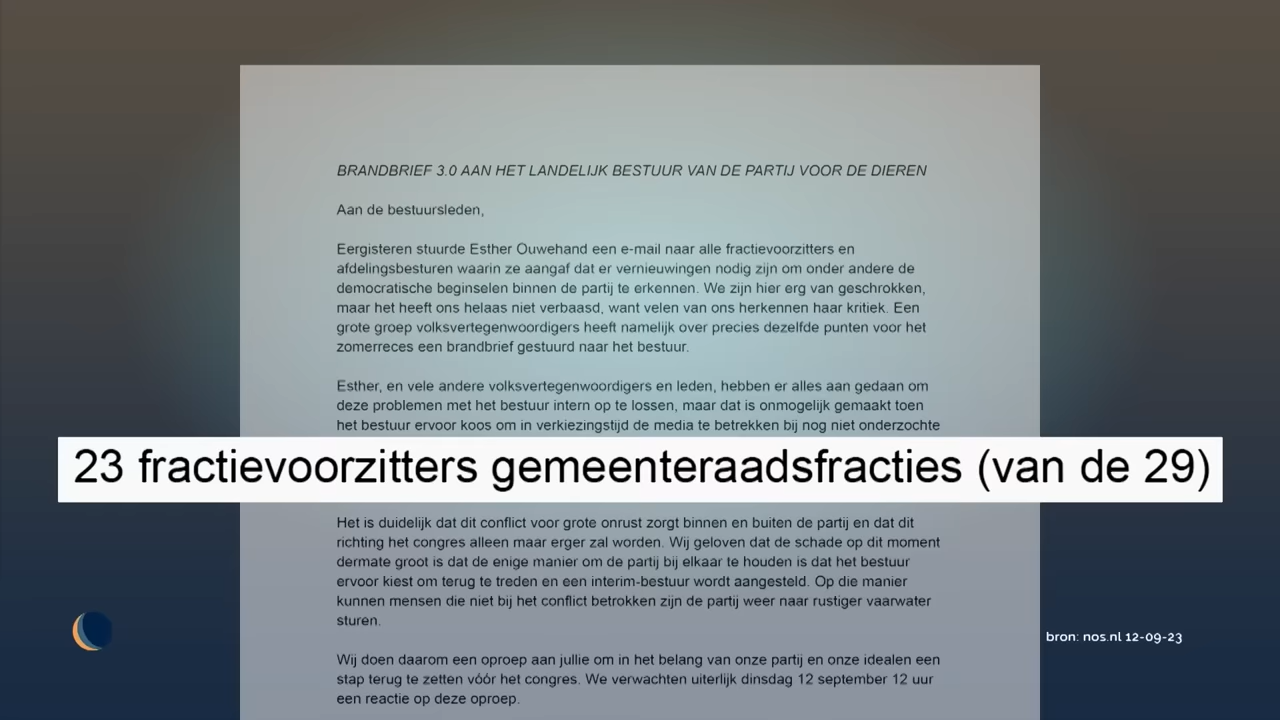 BRANDBRIEF 3.0 AAN HET LANDELIJK BESTUUR VAN DE PARTIJ VOOR DE DIEREN
Aan de bestuursleden,
Eergisteren stuurde Esther Ouwehand een e-mail naar alle fractievoorzitters en
afdelingsbesturen waarin ze aangaf dat er vernieuwingen nodig zijn om onder andere de
democratische beginselen binnen de partij te erkennen. We zijn hier erg van geschrokken,
maar het heeft ons helaas niet verbaasd, want velen van ons herkennen haar kritiek. Een
grote groep volksvertegenwoordigers heeft namelijk over precies dezelfde punten voor het
zomerreces een brandbrief gestuurd naar het bestuur.
Esther, en vele andere volksvertegenwoordigers en leden, hebben er alles aan gedaan om
deze problemen met het bestuur intern op te lossen, maar dat is onmogelijk gemaakt toen
het bestuur ervoor koos om in verkiezingstijd de media te betrekken bij nog niet onderzochte
23 fractievoorzitters gemeenteraadsfracties (van de 29)
Het is duidelijk dat dit conflict voor grote onrust zorgt binnen en buiten de partij en dat dit
richting het congres alleen maar erger zal worden. Wij geloven dat de schade op dit moment
dermate groot is dat de enige manier om de partij bij elkaar te houden is dat het bestuur
ervoor kiest om terug te treden en een interim-bestuur wordt aangesteld. Op die manier
kunnen mensen die niet bij het conflict betrokken zijn de partij weer naar rustiger vaarwater
sturen.
Wij doen daarom een oproep aan jullie om in het belang van onze partij en onze idealen een
stap terug te zetten vóór het congres. We verwachten uiterlijk dinsdag 12 september 12 uur
een reactie op deze oproep.
bron: nos.nl 12-09-23